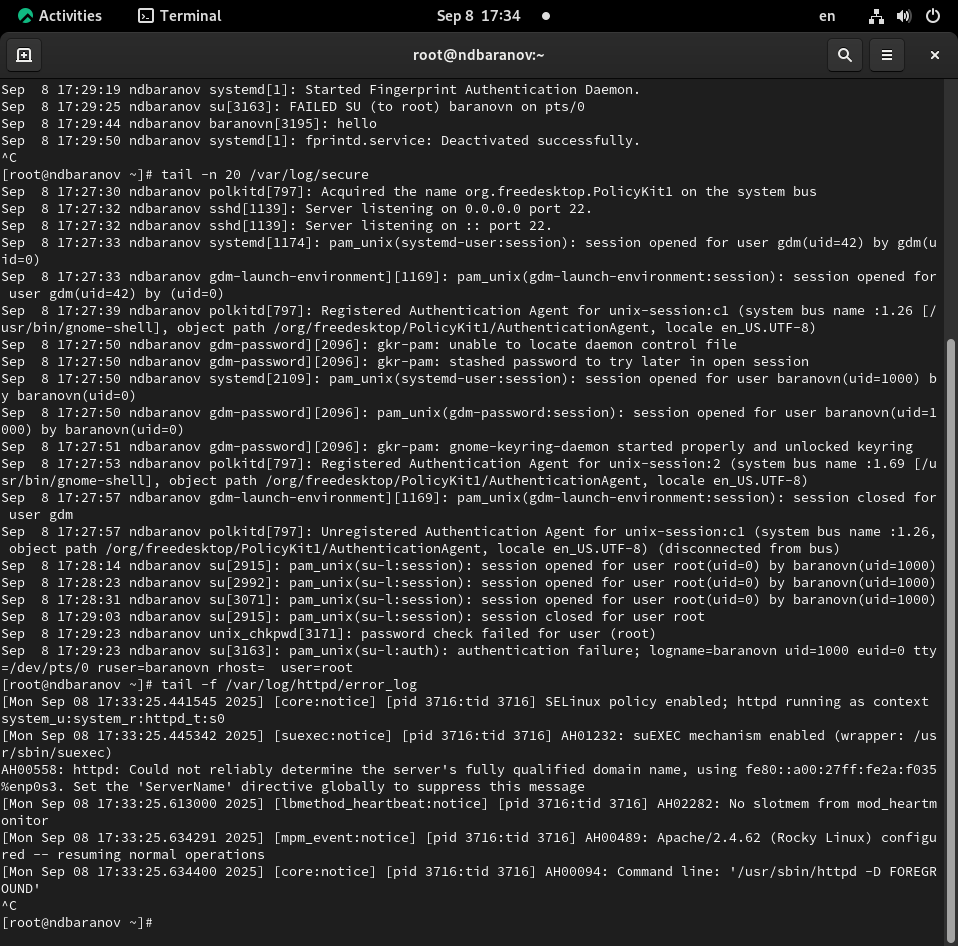 Activities Terminal Sep 8 17:34 en
root@ndbaranov:~
Sep  8 17:29:19 ndbaranov systemd[1]: Started Fingerprint Authentication Daemon.
Sep  8 17:29:25 ndbaranov su[3163]: FAILED SU (to root) baranovn on pts/0
Sep  8 17:29:44 ndbaranov baranovn[3195]: hello
Sep  8 17:29:50 ndbaranov systemd[1]: fprintd.service: Deactivated successfully.
^C
[root@ndbaranov ~]# tail -n 20 /var/log/secure
Sep  8 17:27:30 ndbaranov polkitd[797]: Acquired the name org.freedesktop.PolicyKit1 on the system bus
Sep  8 17:27:32 ndbaranov sshd[1139]: Server listening on 0.0.0.0 port 22.
Sep  8 17:27:32 ndbaranov sshd[1139]: Server listening on :: port 22.
Sep  8 17:27:33 ndbaranov systemd[1174]: pam_unix(systemd-user:session): session opened for user gdm(uid=42) by gdm(u
id=0)
Sep  8 17:27:33 ndbaranov gdm-launch-environment][1169]: pam_unix(gdm-launch-environment:session): session opened for
 user gdm(uid=42) by (uid=0)
Sep  8 17:27:39 ndbaranov polkitd[797]: Registered Authentication Agent for unix-session:c1 (system bus name :1.26 [/
usr/bin/gnome-shell], object path /org/freedesktop/PolicyKit1/AuthenticationAgent, locale en_US.UTF-8)
Sep  8 17:27:50 ndbaranov gdm-password][2096]: gkr-pam: unable to locate daemon control file
Sep  8 17:27:50 ndbaranov gdm-password][2096]: gkr-pam: stashed password to try later in open session
Sep  8 17:27:50 ndbaranov systemd[2109]: pam_unix(systemd-user:session): session opened for user baranovn(uid=1000) b
y baranovn(uid=0)
Sep  8 17:27:50 ndbaranov gdm-password][2096]: pam_unix(gdm-password:session): session opened for user baranovn(uid=1
000) by baranovn(uid=0)
Sep  8 17:27:51 ndbaranov gdm-password][2096]: gkr-pam: gnome-keyring-daemon started properly and unlocked keyring
Sep  8 17:27:53 ndbaranov polkitd[797]: Registered Authentication Agent for unix-session:2 (system bus name :1.69 [/u
sr/bin/gnome-shell], object path /org/freedesktop/PolicyKit1/AuthenticationAgent, locale en_US.UTF-8)
Sep  8 17:27:57 ndbaranov gdm-launch-environment][1169]: pam_unix(gdm-launch-environment:session): session closed for
 user gdm
Sep  8 17:27:57 ndbaranov polkitd[797]: Unregistered Authentication Agent for unix-session:c1 (system bus name :1.26,
 object path /org/freedesktop/PolicyKit1/AuthenticationAgent, locale en_US.UTF-8) (disconnected from bus)
Sep  8 17:28:14 ndbaranov su[2915]: pam_unix(su-l:session): session opened for user root(uid=0) by baranovn(uid=1000)
Sep  8 17:28:23 ndbaranov su[2992]: pam_unix(su-l:session): session opened for user root(uid=0) by baranovn(uid=1000)
Sep  8 17:28:31 ndbaranov su[3071]: pam_unix(su-l:session): session opened for user root(uid=0) by baranovn(uid=1000)
Sep  8 17:29:03 ndbaranov su[2915]: pam_unix(su-l:session): session closed for user root
Sep  8 17:29:23 ndbaranov unix_chkpwd[3171]: password check failed for user (root)
Sep  8 17:29:23 ndbaranov su[3163]: pam_unix(su-l:auth): authentication failure; logname=baranovn uid=1000 euid=0 tty
=/dev/pts/0 ruser=baranovn rhost=  user=root
[root@ndbaranov ~]# tail -f /var/log/httpd/error_log
[Mon Sep 08 17:33:25.441545 2025] [core:notice] [pid 3716:tid 3716] SELinux policy enabled; httpd running as context
system_u:system_r:httpd_t:s0
[Mon Sep 08 17:33:25.445342 2025] [suexec:notice] [pid 3716:tid 3716] AH01232: suEXEC mechanism enabled (wrapper: /us
r/sbin/suexec)
AH00558: httpd: Could not reliably determine the server's fully qualified domain name, using fe80::a00:27ff:fe2a:f035
%enp0s3. Set the 'ServerName' directive globally to suppress this message
[Mon Sep 08 17:33:25.613000 2025] [lbmethod_heartbeat:notice] [pid 3716:tid 3716] AH02282: No slotmem from mod_heartm
onitor
[Mon Sep 08 17:33:25.634291 2025] [mpm_event:notice] [pid 3716:tid 3716] AH00489: Apache/2.4.62 (Rocky Linux) configu
red -- resuming normal operations
[Mon Sep 08 17:33:25.634400 2025] [core:notice] [pid 3716:tid 3716] AH00094: Command line: '/usr/sbin/httpd -D FOREGR
OUND'
^C
[root@ndbaranov ~]#